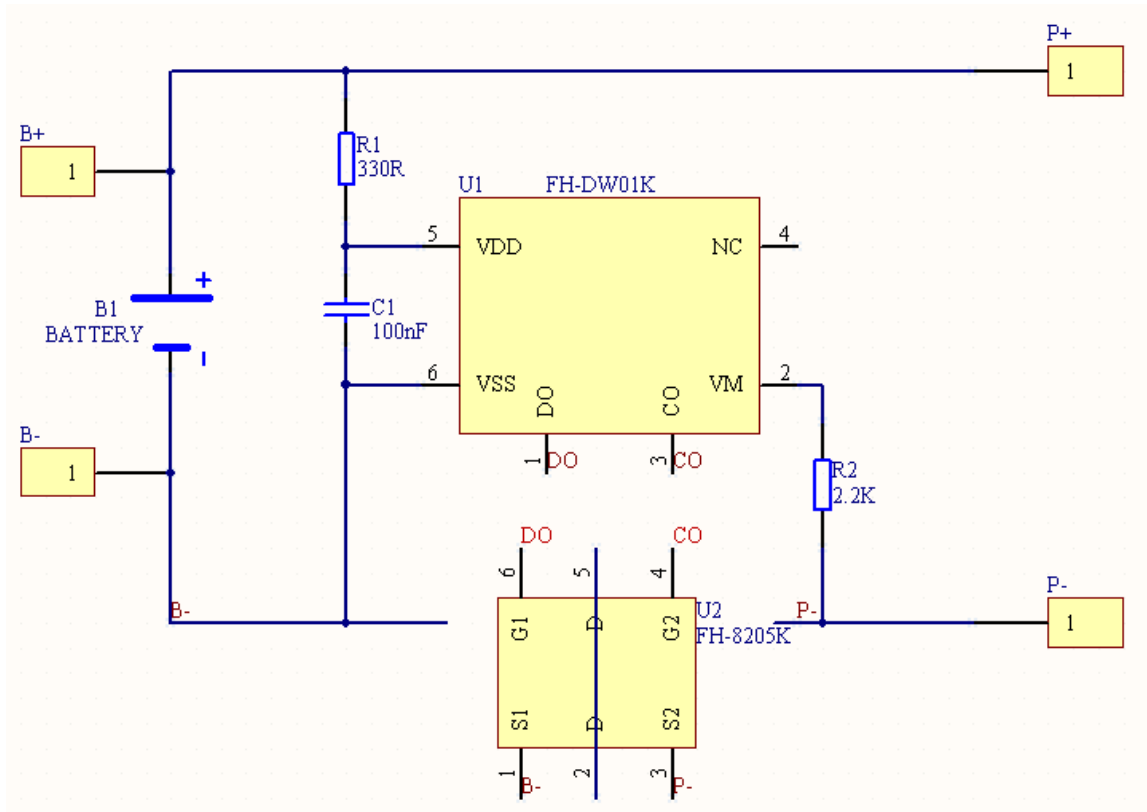 P+
1
B+
1
R1
330R
U1
FH-DW01K
5
VDD
NC
4
+
B1
BATTERY
-
C1
100nF
6
VSS
DO
CO
VM
2
1
DO
3
CO
R2
2.2K
B-
1
DO
CO
6
5
4
B-
G1
D
G2
U2
FH-8205K
P-
P-
1
S1
D
S2
1
B-
2
3
P-